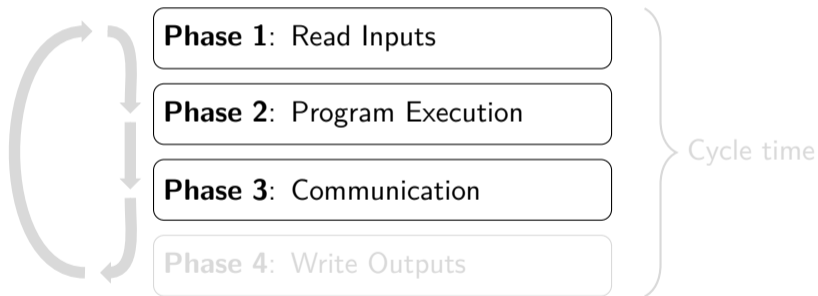 Phase 1: Read Inputs
Phase 2: Program Execution
Cycle time
Phase 3: Communication
Phase 4: Write Outputs